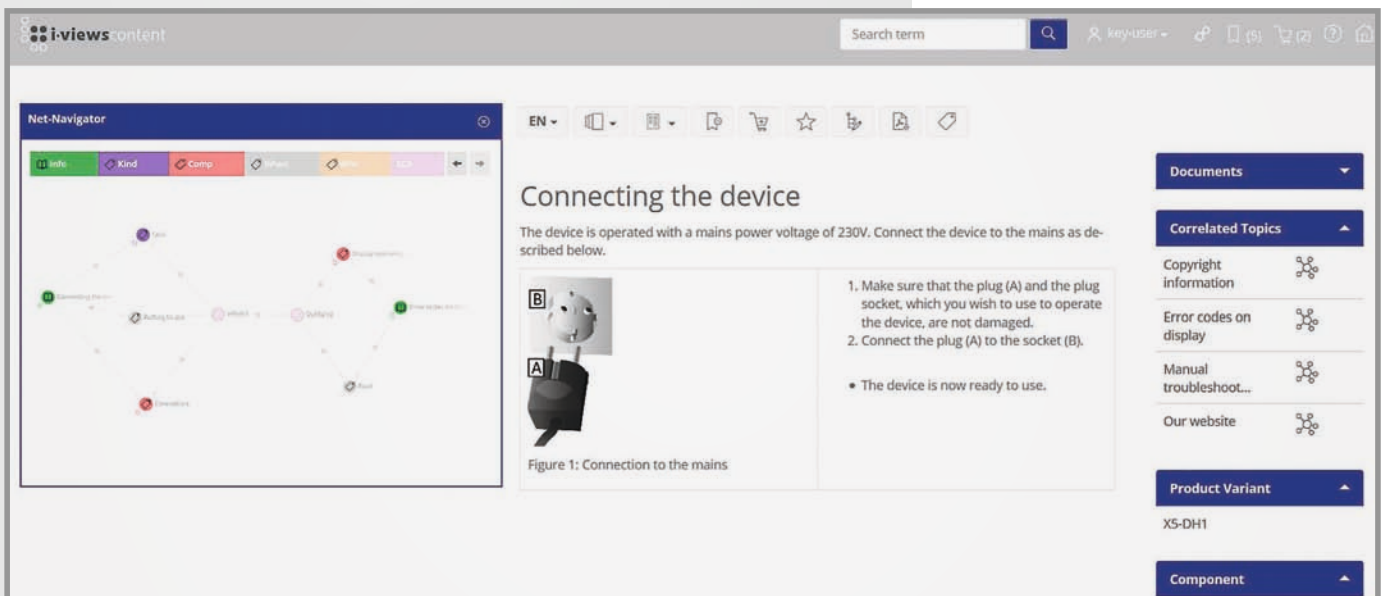 i-views content
Search term
key-user
(5)
(2)
Net-Navigator
Info
Kind
Comp
EN
Connecting the device
The device is operated with a mains power voltage of 230V. Connect the device to the mains as de-
scribed below.
B
A
Figure 1: Connection to the mains
1. Make sure that the plug (A) and the plug
socket, which you wish to use to operate
the device, are not damaged.
2. Connect the plug (A) to the socket (B).
• The device is now ready to use.
Documents
Correlated Topics
Copyright
information
Error codes on
display
Manual
troubleshoot...
Our website
Product Variant
X5-DH1
Component